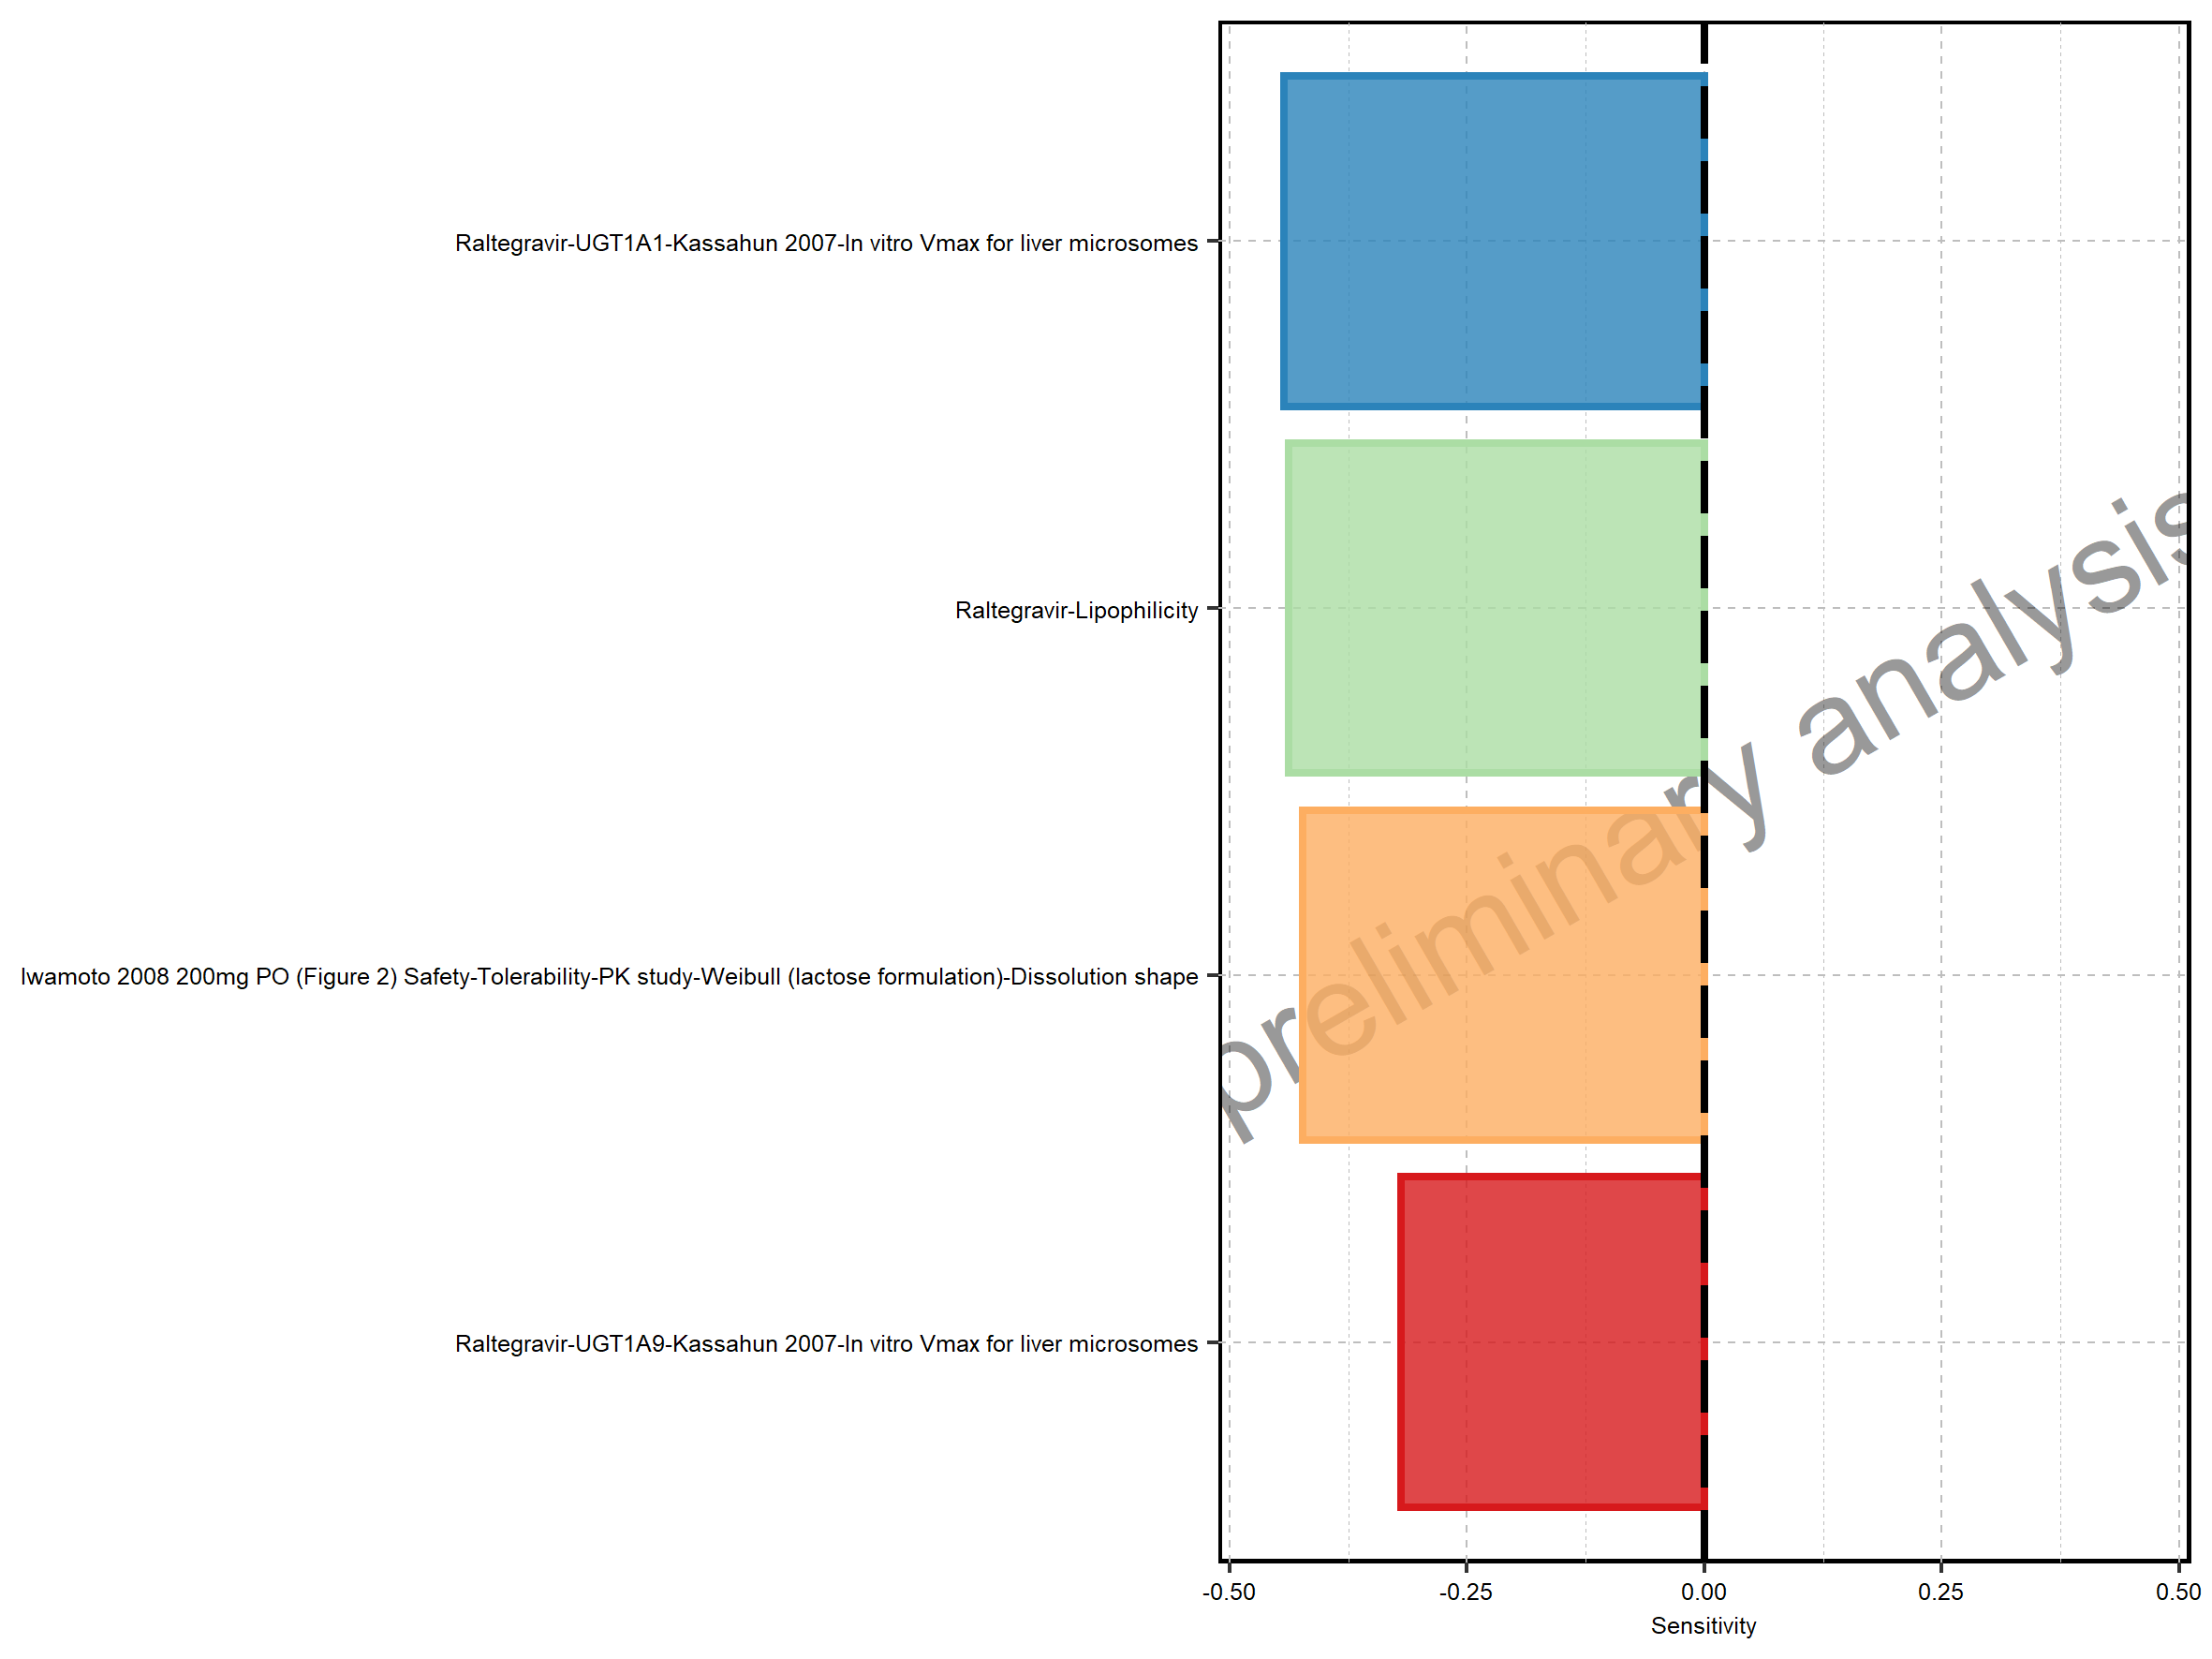 Raltegravir-UGT1A1-Kassahun 2007-In vitro Vmax for liver microsomes
Raltegravir-Lipophilicity
Iwamoto 2008 200mg PO (Figure 2) Safety-Tolerability-PK study-Weibull (lactose formulation)-Dissolution shape
Raltegravir-UGT1A9-Kassahun 2007-In vitro Vmax for liver microsomes
preliminary analysis
-0.50 -0.25 0.00 0.25 0.50
Sensitivity